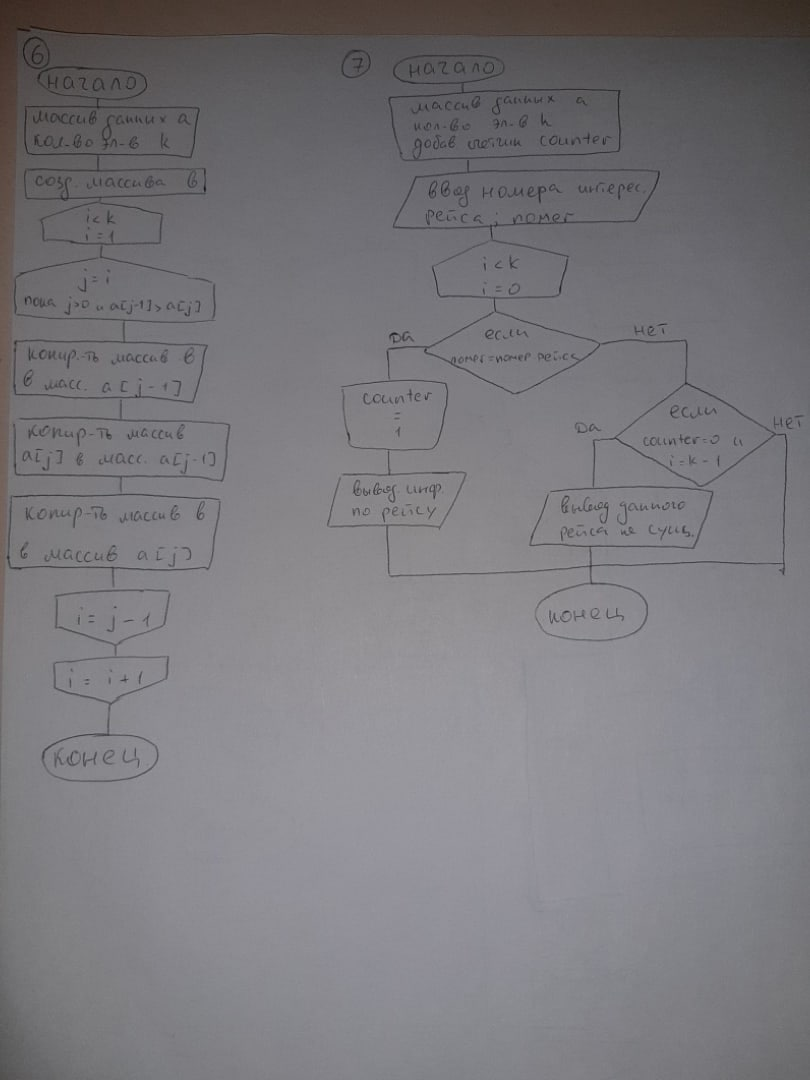 6
начало
массив данных а
кол-во эл-в k
созд. массива в
i<k
i=1
j=i
пока j>0 и a[j-1]>a[j]
копир-ть массив в
в масс. a[j-1]
копир-ть массив
a[j] в масс. a[j-1]
копир-ть массив в
в массив a[j]
i=j-1
i=i+1
конец
7
начало
массив данных а
кол-во эл-в k
добав счётчик counter
ввод номера интерес.
рейса; nomer
i<k
i=0
если
nomer=номер рейса
да
нет
counter
=
1
вывод инф.
по рейсу
если
counter=0 и
i=k-1
да
нет
вывод данного
рейса не сущ.
конец